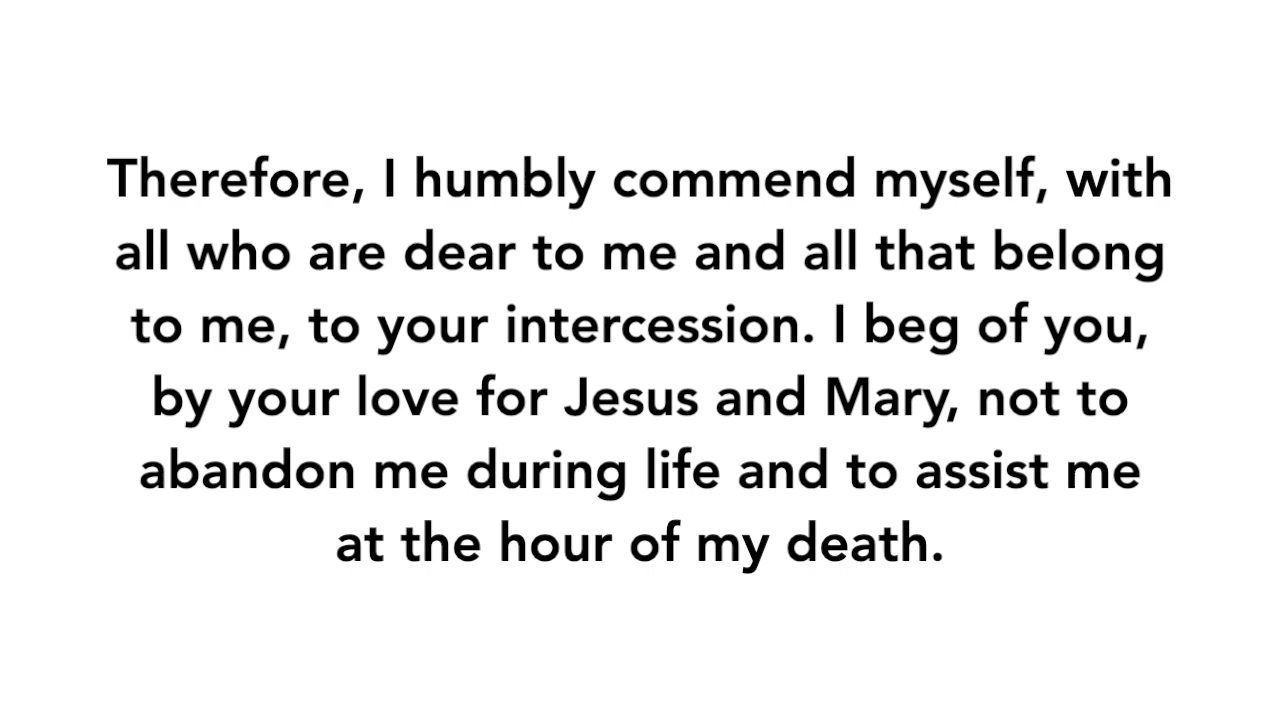 Therefore, I humbly commend myself, with
all who are dear to me and all that belong
to me, to your intercession. I beg of you,
by your love for Jesus and Mary, not to
abandon me during life and to assist me
at the hour of my death.